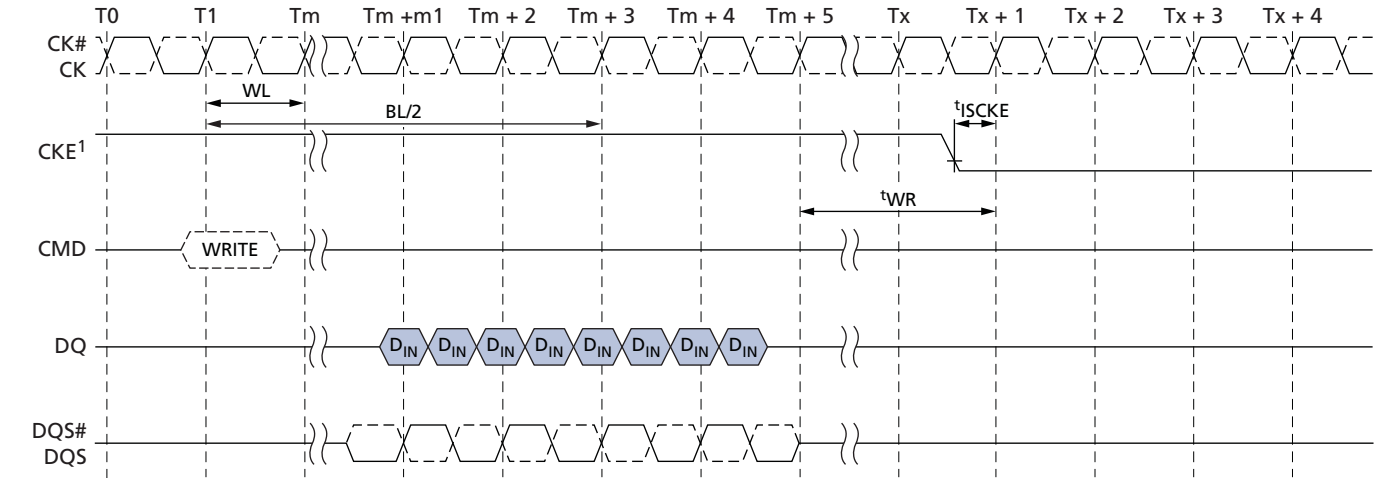 T0 T1 Tm Tm +m1 Tm + 2 Tm + 3 Tm + 4 Tm + 5 Tx Tx + 1 Tx + 2 Tx + 3 Tx + 4
CK#
CK
WL
BL/2
tISCKE
CKE1
tWR
CMD WRITE
DQ DIN DIN DIN DIN DIN DIN DIN DIN
DQS#
DQS